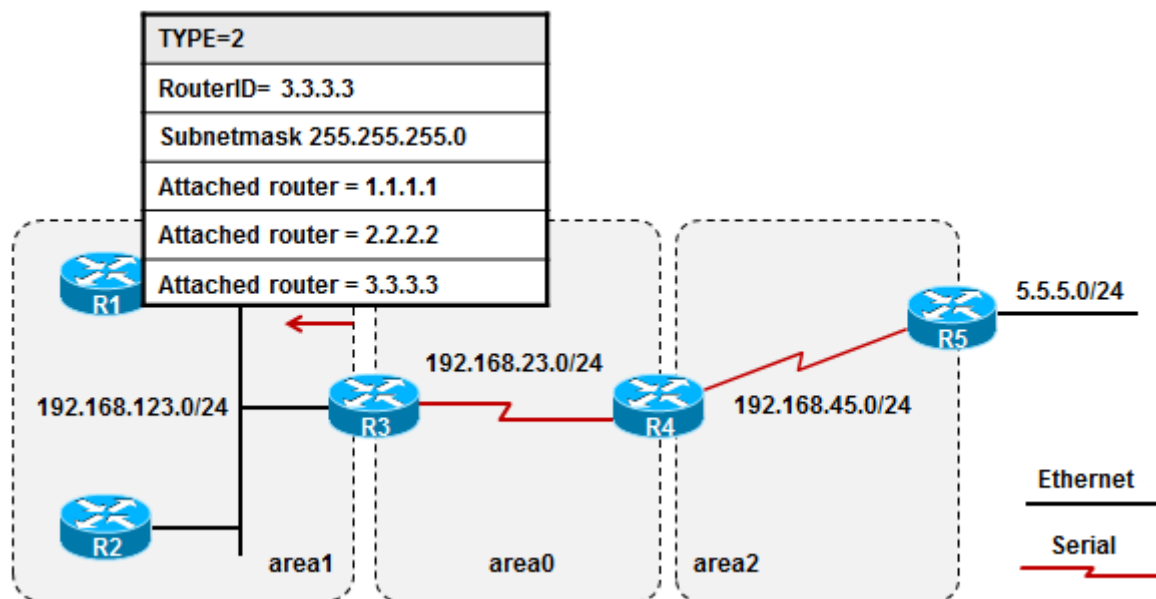 TYPE=2
RouterID= 3.3.3.3
Subnetmask 255.255.255.0
Attached router = 1.1.1.1
Attached router = 2.2.2.2
Attached router = 3.3.3.3
R1
5.5.5.0/24
R5
192.168.23.0/24
192.168.123.0/24
R3
R4
192.168.45.0/24
Ethernet
R2
Serial
area1
area0
area2